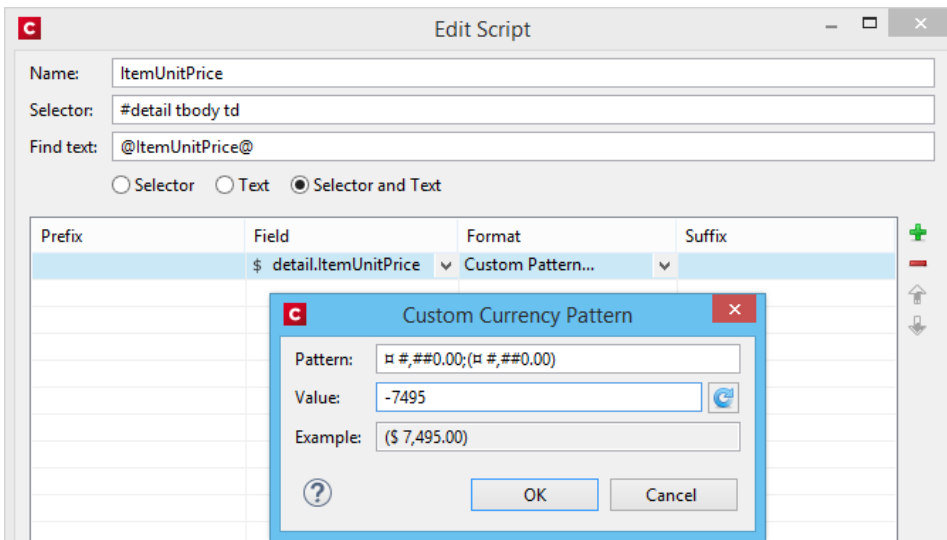 Edit Script
Name: ItemUnitPrice
Selector: #detail tbody td
Find text: @ItemUnitPrice@
Selector Text Selector and Text
Prefix Field Format Suffix
$ detail.ItemUnitPrice Custom Pattern...
Custom Currency Pattern
Pattern: ¤ #,##0.00;(¤ #,##0.00)
Value: -7495
Example: ($ 7,495.00)
OK Cancel